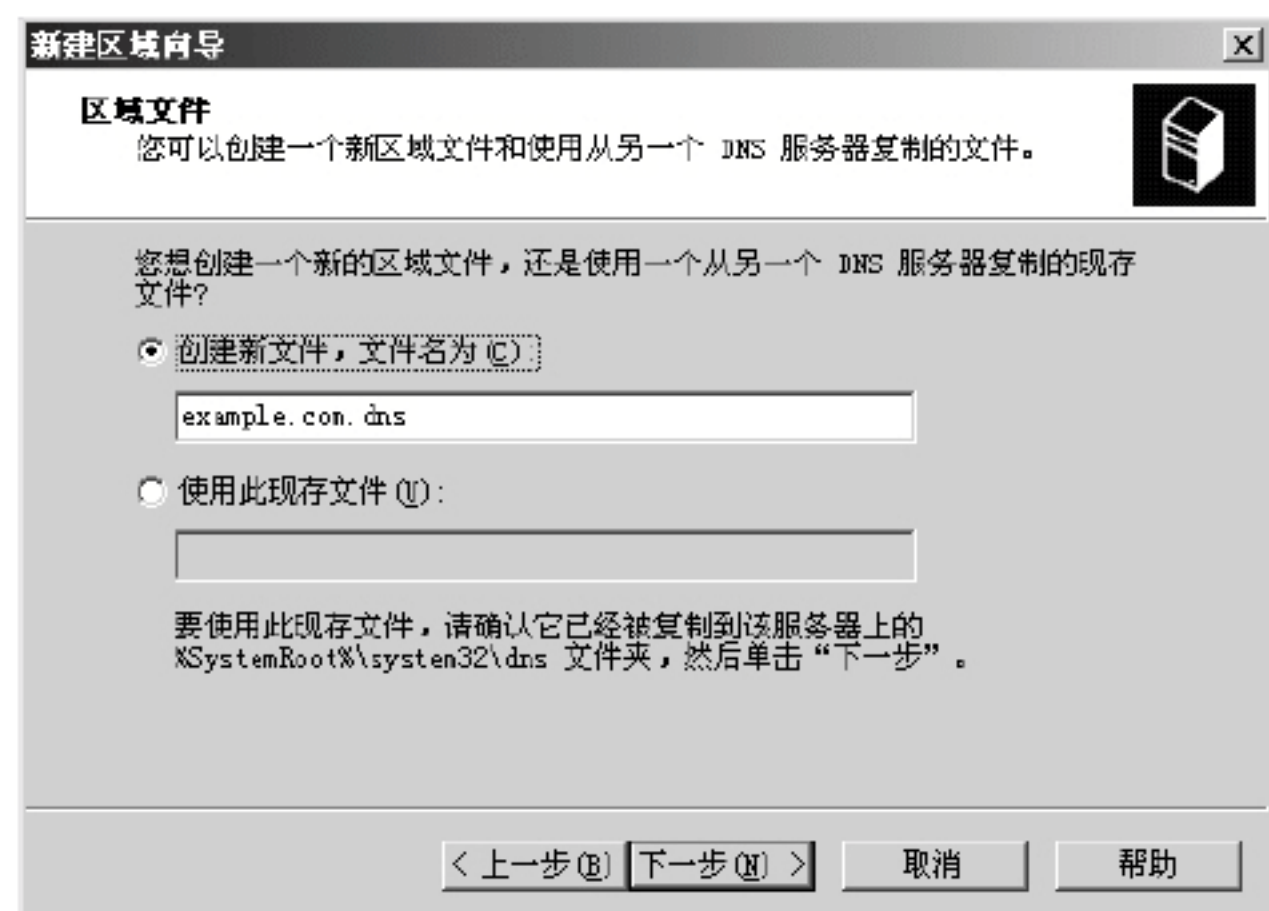 新建区域向导
区域文件
您可以创建一个新区域文件和使用从另一个 DNS 服务器复制的文件。
您想创建一个新的区域文件，还是使用一个从另一个 DNS 服务器复制的现存
文件?
创建新文件，文件名为(C):
example.com.dns
使用此现存文件(U):
要使用此现存文件，请确认它已经被复制到该服务器上的
%SystemRoot%\system32\dns 文件夹，然后单击“下一步”。
< 上一步(B) 下一步(N) > 取消 帮助